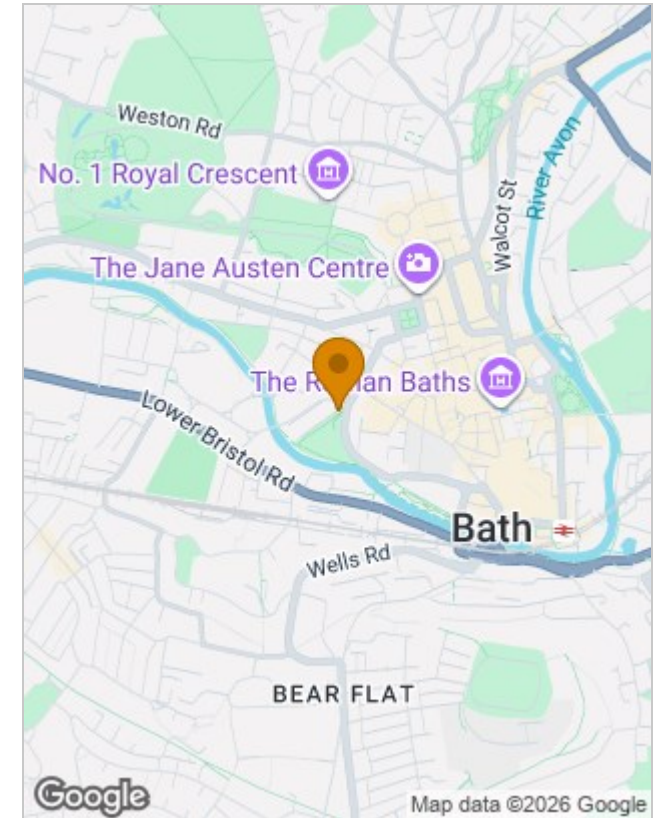 Weston Rd
No. 1 Royal Crescent
River Avon
Walcot St
The Jane Austen Centre
The R man Baths
Lower Bristol Rd
Bath
Wells Rd
BEAR FLAT
Google
Map data ©2026 Google